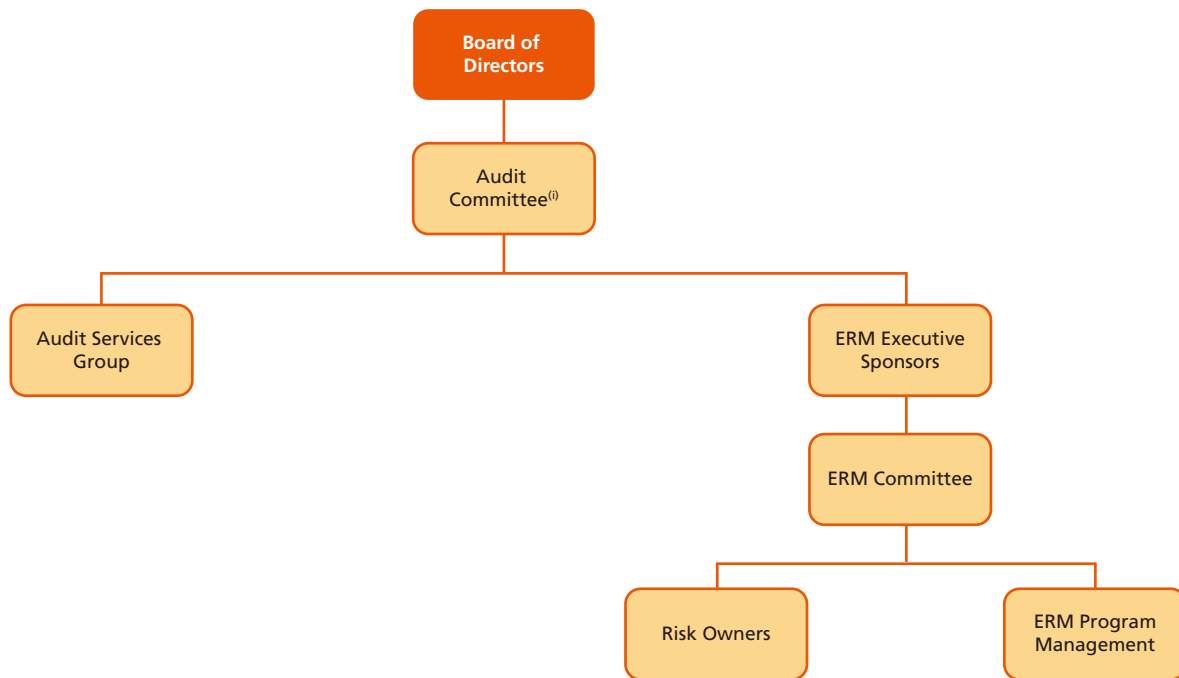 Board of
Directors
Audit
Committee(i)
Audit Services
Group
ERM Executive
Sponsors
ERM Committee
Risk Owners
ERM Program
Management